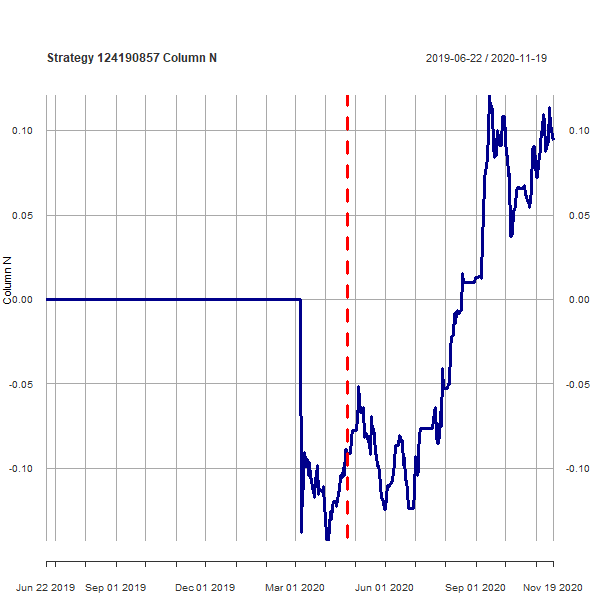 Strategy 124190857 Column N
2019-06-22 / 2020-11-19
0.10
0.10
0.05
0.05
Column N
0.00
0.00
-0.05
-0.05
-0.10
-0.10
Jun 22 2019
Sep 01 2019
Dec 01 2019
Mar 01 2020
Jun 01 2020
Sep 01 2020
Nov 19 2020